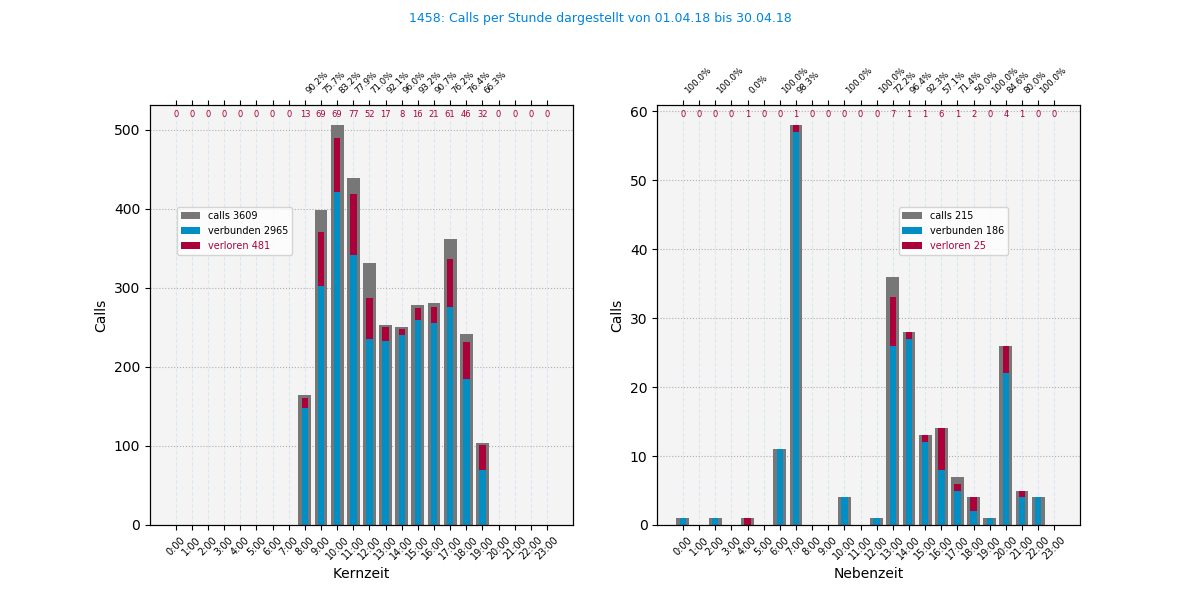 1458: Calls per Stunde dargestellt von 01.04.18 bis 30.04.18
90.2% 75.7% 83.2% 77.9% 71.0% 92.1% 96.0% 93.2% 90.7% 76.2% 76.4% 66.3%
0 0 0 0 0 0 0 0 13 69 69 77 52 17 8 16 21 61 46 32 0 0 0 0
500
400
300
200
100
0
Calls
calls 3609
verbunden 2965
verloren 481
0:00 1:00 2:00 3:00 4:00 5:00 6:00 7:00 8:00 9:00 10:00 11:00 12:00 13:00 14:00 15:00 16:00 17:00 18:00 19:00 20:00 21:00 22:00 23:00
Kernzeit
100.0% 100.0% 0.0% 100.0% 98.3% 100.0% 100.0% 72.2% 96.4% 92.3% 57.1% 71.4% 50.0% 100.0% 84.6% 80.0% 100.0%
0 0 0 0 1 0 0 1 0 0 0 0 0 7 1 1 6 1 2 0 4 1 0 0
60
50
40
30
20
10
0
Calls
calls 215
verbunden 186
verloren 25
0:00 1:00 2:00 3:00 4:00 5:00 6:00 7:00 8:00 9:00 10:00 11:00 12:00 13:00 14:00 15:00 16:00 17:00 18:00 19:00 20:00 21:00 22:00 23:00
Nebenzeit